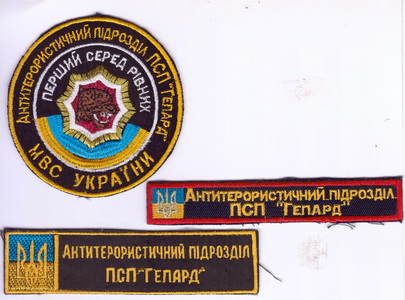 Антитерористичний підрозділ ПСП "Гепард"
ПЕРШИЙ СЕРЕД РІВНИХ
МВС УКРАЇНИ
Антитерористичний підрозділ
ПСП "Гепард"
Антитерористичний підрозділ
ПСП "Гепард"